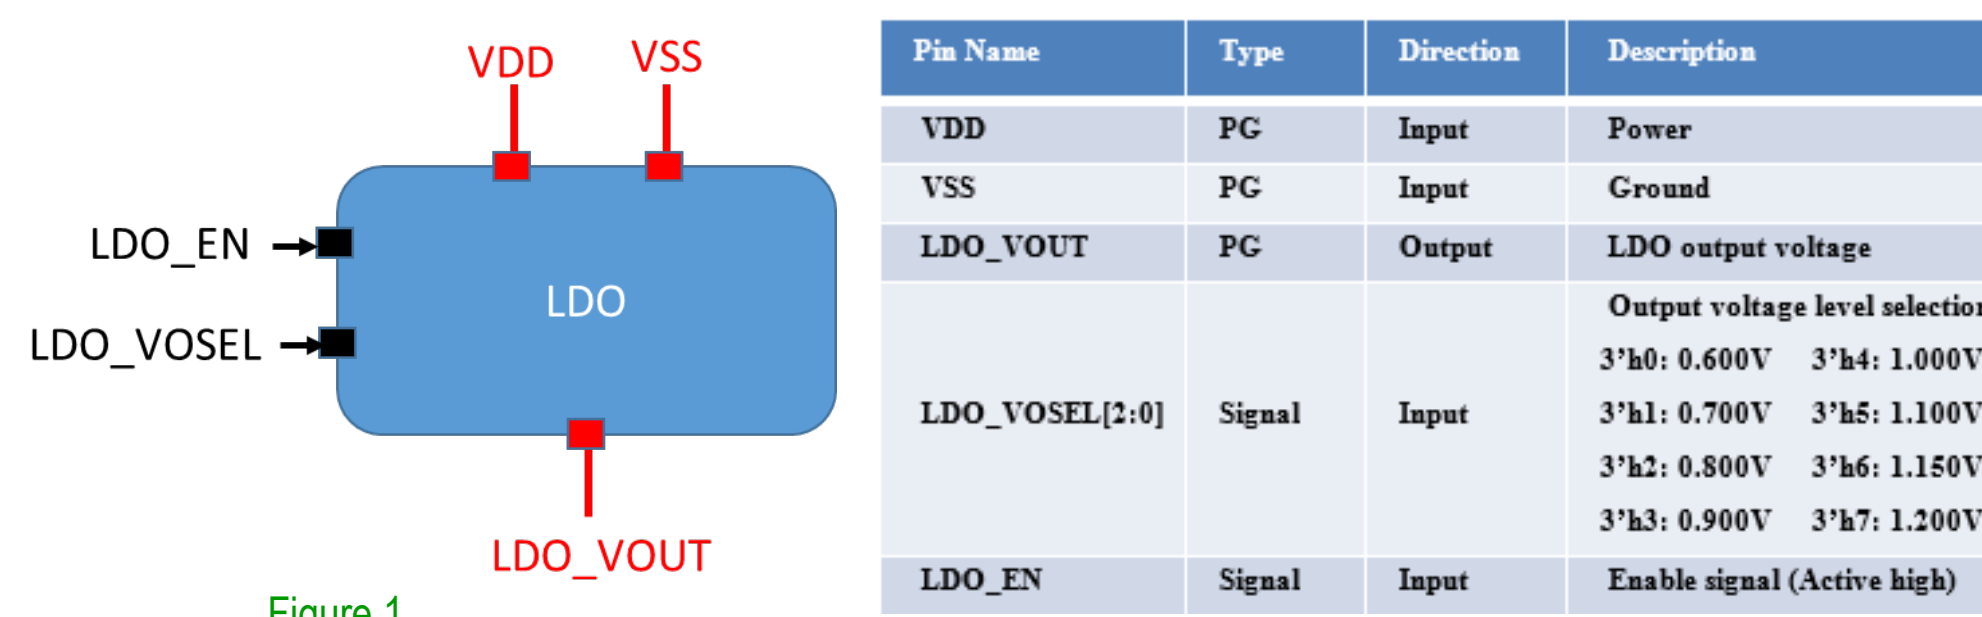 VDD
VSS
LDO_EN
LDO
LDO_VOSEL
LDO_VOUT
Figure 1
Pin Name Type Direction Description
VDD PG Input Power
VSS PG Input Ground
LDO_VOUT PG Output LDO output voltage
Output voltage level selection
3’h0: 0.600V 3’h4: 1.000V
3’h1: 0.700V 3’h5: 1.100V
LDO_VOSEL[2:0] Signal Input
3’h2: 0.800V 3’h6: 1.150V
3’h3: 0.900V 3’h7: 1.200V
LDO_EN Signal Input Enable signal (Active high)